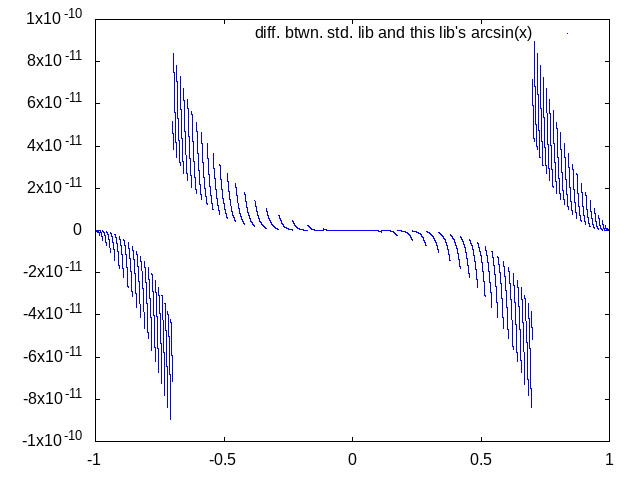 1x10-10
diff. btwn. std. lib and this lib's arcsin(x)
8x10-11
6x10-11
4x10-11
2x10-11
0
-2x10-11
-4x10-11
-6x10-11
-8x10-11
-1x10-10
-1 -0.5 0 0.5 1